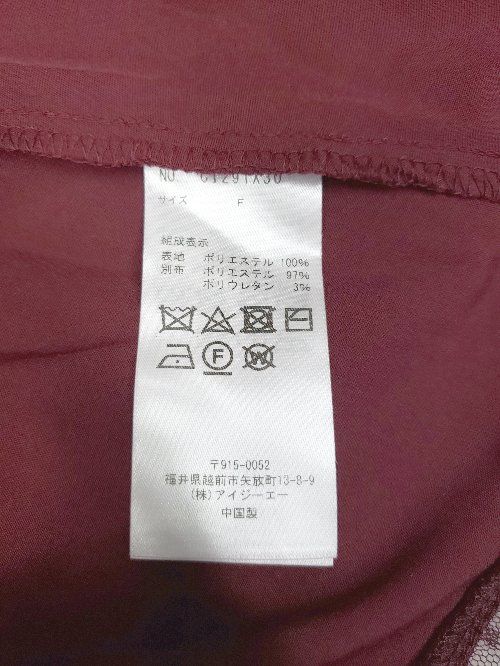 サイズ F
組成表示
表地 ポリエステル 100%
別布 ポリエステル 97%
ポリウレタン 3%
F
W
〒915-0052
福井県越前市矢放町13-8-9
(株)アイジーエー
中国製